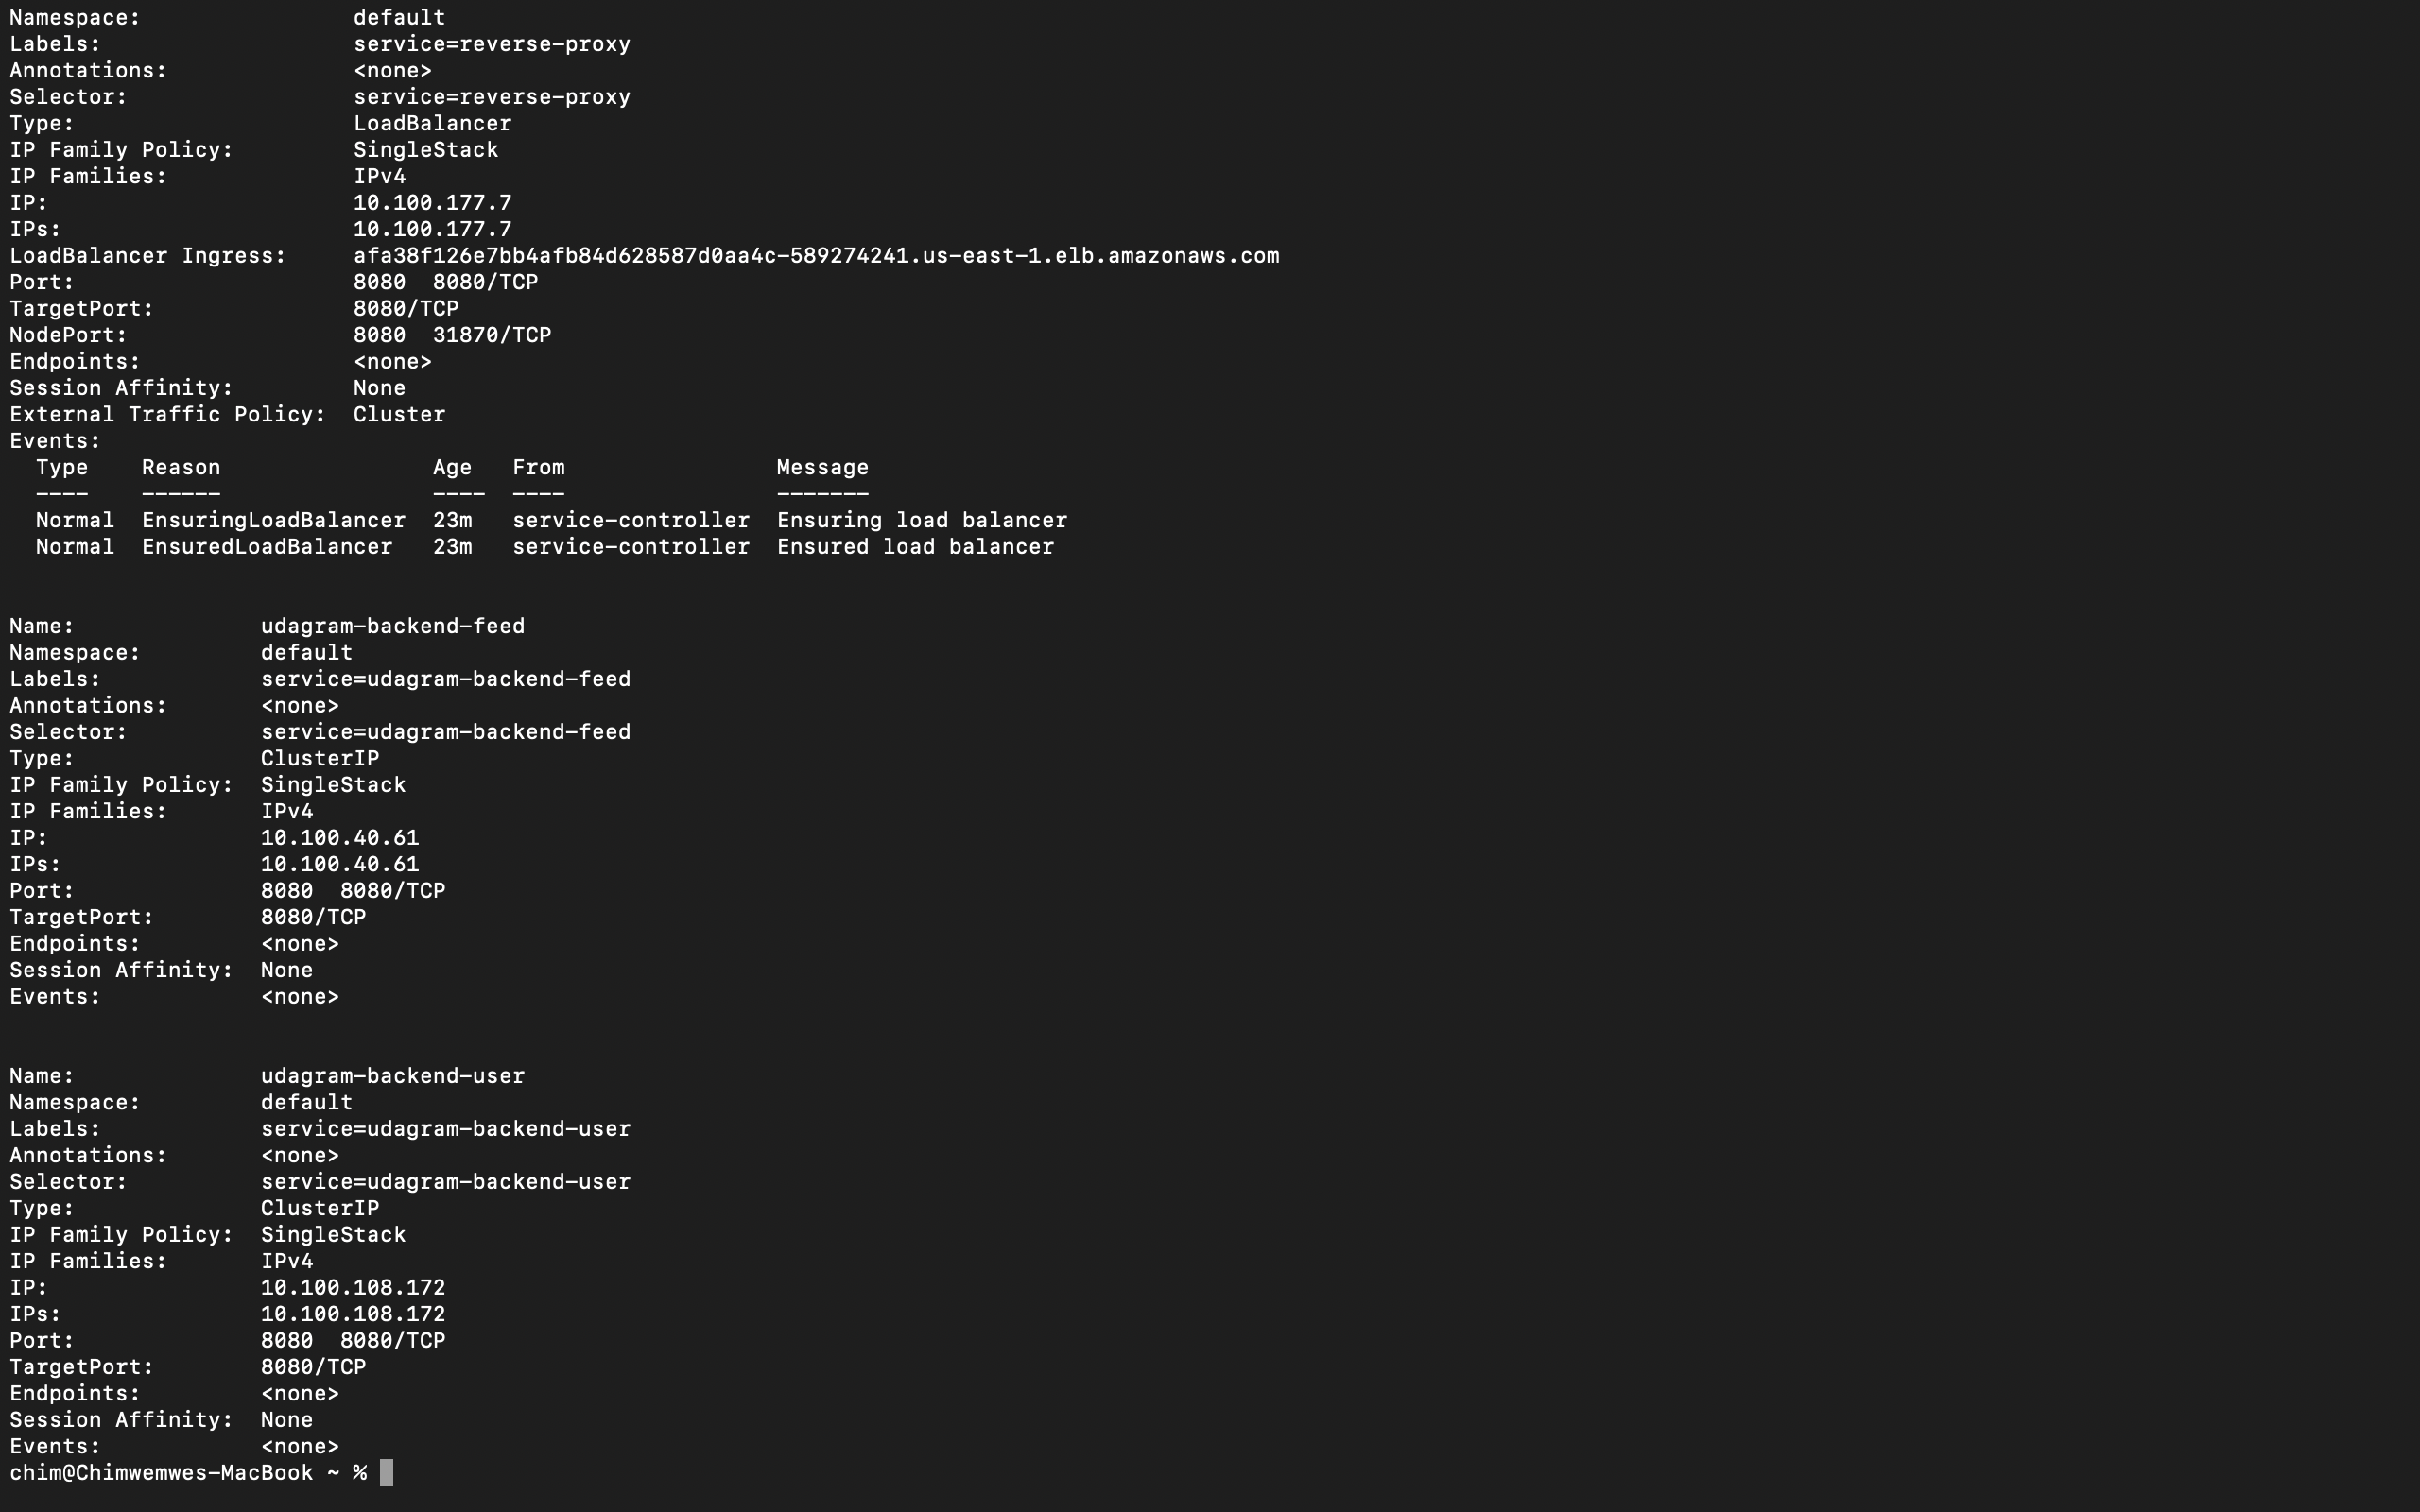 Namespace:                default
Labels:                   service=reverse-proxy
Annotations:              <none>
Selector:                 service=reverse-proxy
Type:                     LoadBalancer
IP Family Policy:         SingleStack
IP Families:              IPv4
IP:                       10.100.177.7
IPs:                      10.100.177.7
LoadBalancer Ingress:     afa38f126e7bb4afb84d628587d0aa4c-589274241.us-east-1.elb.amazonaws.com
Port:                     8080  8080/TCP
TargetPort:               8080/TCP
NodePort:                 8080  31870/TCP
Endpoints:                <none>
Session Affinity:         None
External Traffic Policy:  Cluster
Events:
  Type    Reason                Age   From                Message
  ----    ------                ----  ----                -------
  Normal  EnsuringLoadBalancer  23m   service-controller  Ensuring load balancer
  Normal  EnsuredLoadBalancer   23m   service-controller  Ensured load balancer
Name:              udagram-backend-feed
Namespace:         default
Labels:            service=udagram-backend-feed
Annotations:       <none>
Selector:          service=udagram-backend-feed
Type:              ClusterIP
IP Family Policy:  SingleStack
IP Families:       IPv4
IP:                10.100.40.61
IPs:               10.100.40.61
Port:              8080  8080/TCP
TargetPort:        8080/TCP
Endpoints:         <none>
Session Affinity:  None
Events:            <none>
Name:              udagram-backend-user
Namespace:         default
Labels:            service=udagram-backend-user
Annotations:       <none>
Selector:          service=udagram-backend-user
Type:              ClusterIP
IP Family Policy:  SingleStack
IP Families:       IPv4
IP:                10.100.108.172
IPs:               10.100.108.172
Port:              8080  8080/TCP
TargetPort:        8080/TCP
Endpoints:         <none>
Session Affinity:  None
Events:            <none>
chim@Chimwemwes-MacBook ~ %